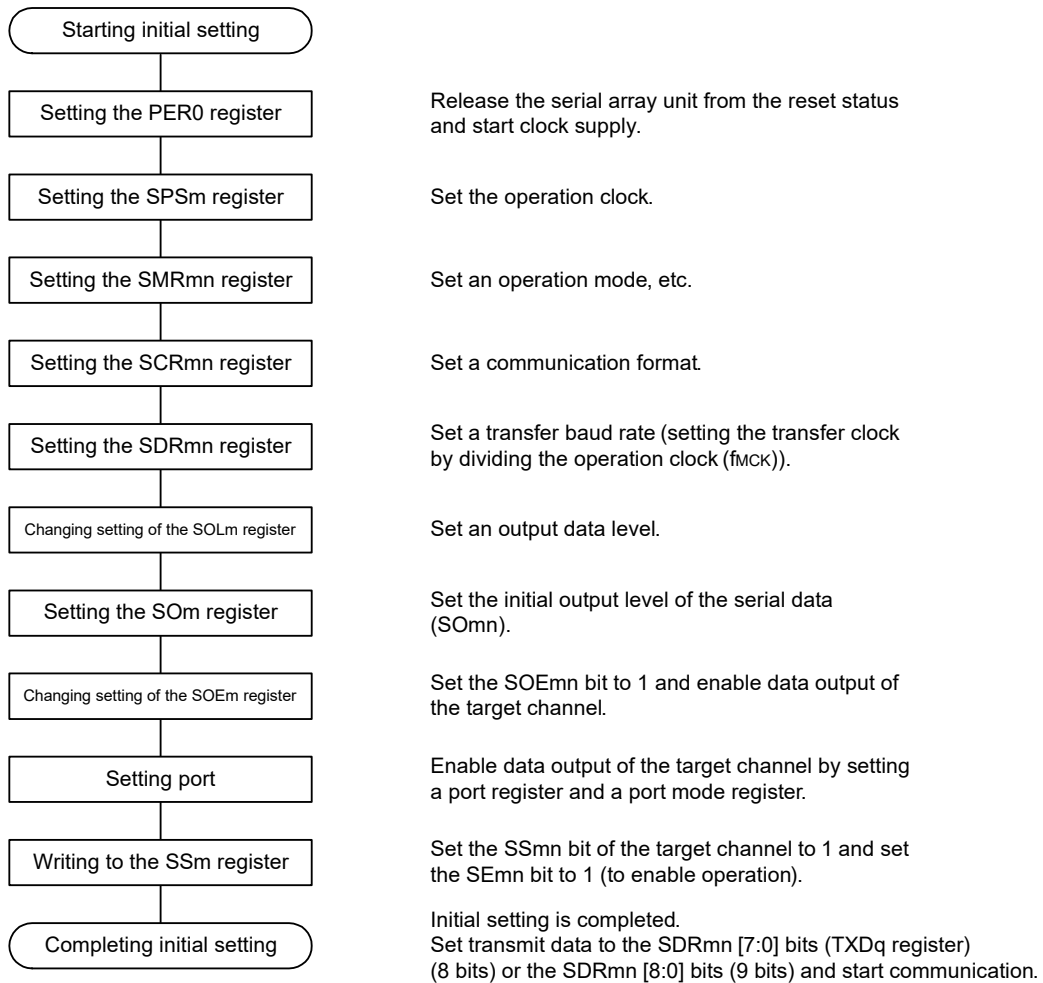 Starting initial setting
Setting the PER0 register
Release the serial array unit from the reset status
and start clock supply.
Setting the SPSm register
Set the operation clock.
Setting the SMRmn register
Set an operation mode, etc.
Setting the SCRmn register
Set a communication format.
Setting the SDRmn register
Set a transfer baud rate (setting the transfer clock
by dividing the operation clock (fMCK)).
Changing setting of the SOLm register
Set an output data level.
Setting the SOm register
Set the initial output level of the serial data
(SOmn).
Changing setting of the SOEm register
Set the SOEmn bit to 1 and enable data output of
the target channel.
Setting port
Enable data output of the target channel by setting
a port register and a port mode register.
Writing to the SSm register
Set the SSmn bit of the target channel to 1 and set
the SEmn bit to 1 (to enable operation).
Completing initial setting
Initial setting is completed.
Set transmit data to the SDRmn [7:0] bits (TXDq register)
(8 bits) or the SDRmn [8:0] bits (9 bits) and start communication.